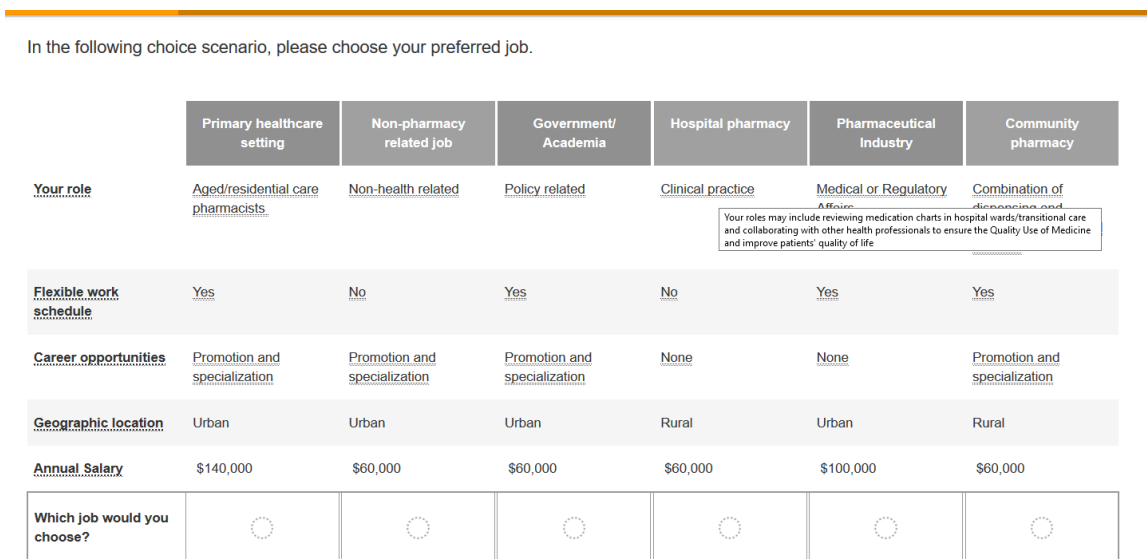 In the following choice scenario, please choose your preferred job.
Primary healthcare setting
Non-pharmacy related job
Government/ Academia
Hospital pharmacy
Pharmaceutical Industry
Community pharmacy
Your role
Aged/residential care pharmacists
Non-health related
Policy related
Clinical practice
Medical or Regulatory Affairs
Combination of dispensing and
Your roles may include reviewing medication charts in hospital wards/transitional care
and collaborating with other health professionals to ensure the Quality Use of Medicine
and improve patients' quality of life
Flexible work schedule
Yes
No
Yes
No
Yes
Yes
Career opportunities
Promotion and specialization
Promotion and specialization
Promotion and specialization
None
None
Promotion and specialization
Geographic location
Urban
Urban
Urban
Rural
Urban
Rural
Annual Salary
$140,000
$60,000
$60,000
$60,000
$100,000
$60,000
Which job would you choose?